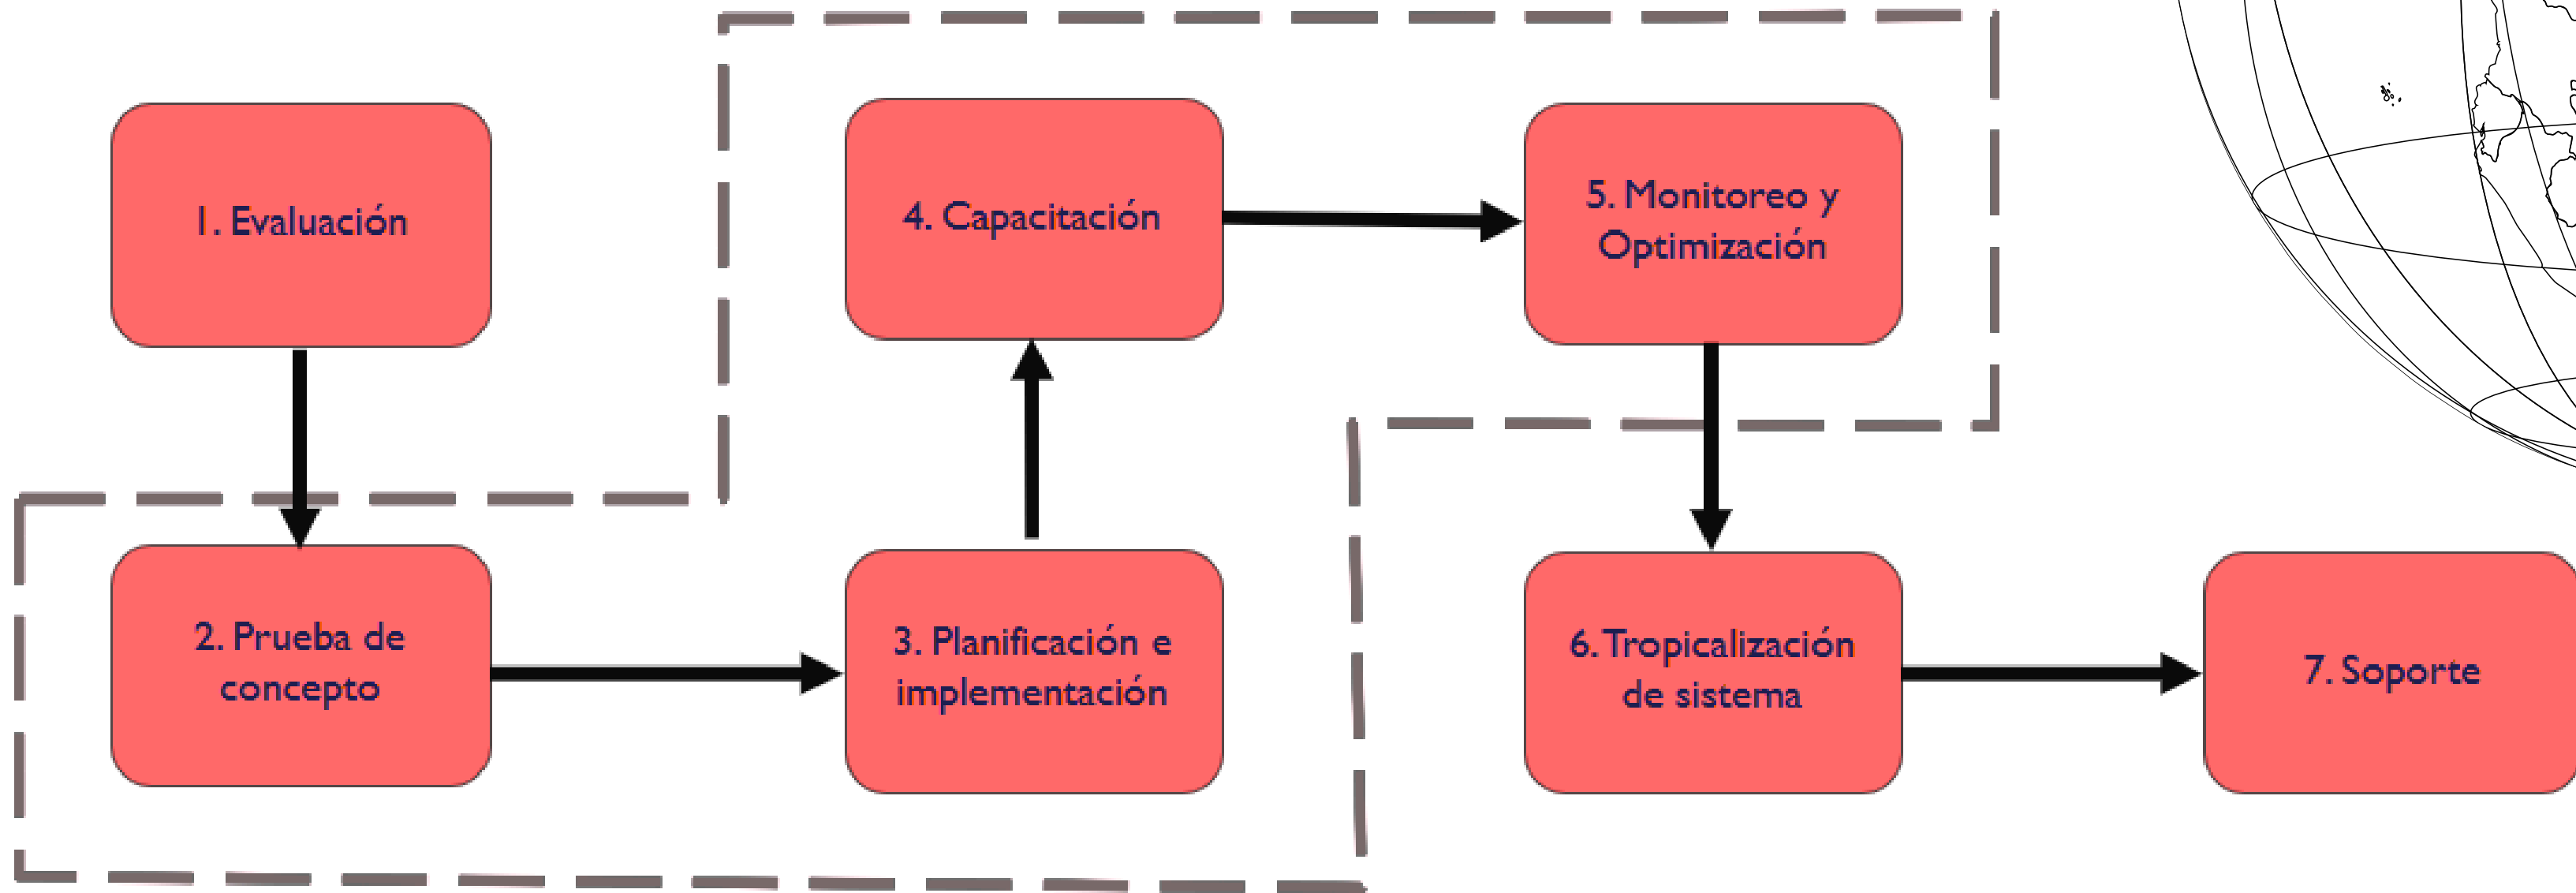 1. Evaluación
2. Prueba de
concepto
3. Planificación e
implementación
4. Capacitación
5. Monitoreo y
Optimización
6. Tropicalización
de sistema
7. Soporte